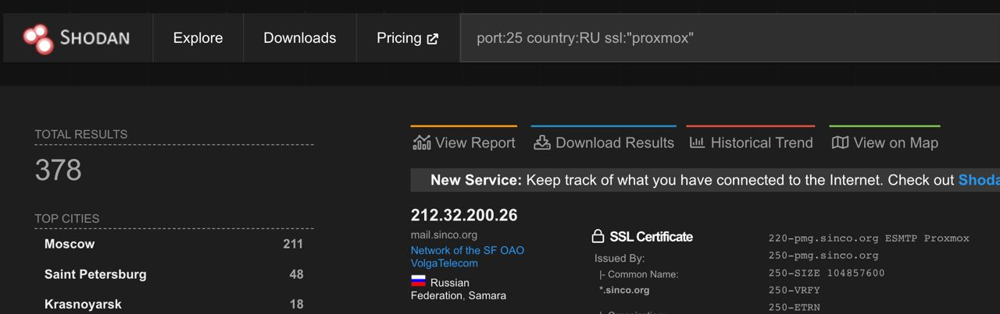 SHODAN
Explore
Downloads
Pricing
port:25 country:RU ssl:"proxmox"
TOTAL RESULTS
378
TOP CITIES
Moscow 211
Saint Petersburg 48
Krasnoyarsk 18
View Report
Download Results
Historical Trend
View on Map
New Service: Keep track of what you have connected to the Internet. Check out Shoda
212.32.200.26
mail.sinco.org
Network of the SF OAO
VolgaTelecom
Russian
Federation, Samara
SSL Certificate
Issued By:
|- Common Name:
*.sinco.org
220-pmg.sinco.org ESMTP Proxmox
250-pmg.sinco.org
250-SIZE 104857600
250-VRFY
250-ETRN